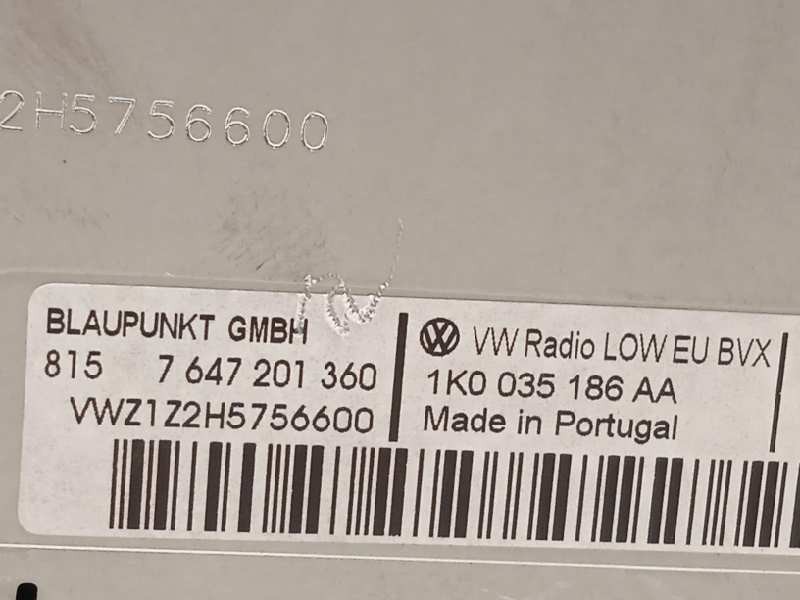 2H5756600
BLAUPUNKT GMBH
815 7 647 201 360
VWZ1Z2H5756600
VW Radio LOW EU BVX
1K0 035 186 AA
Made in Portugal